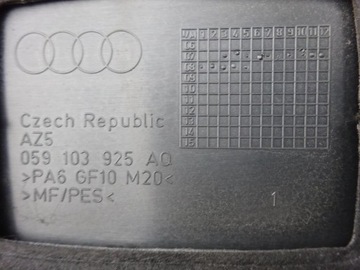 Czech Republic
AZ5
059 103 925 AQ
>PA6 GF10 M20<
>MF/PES<
1